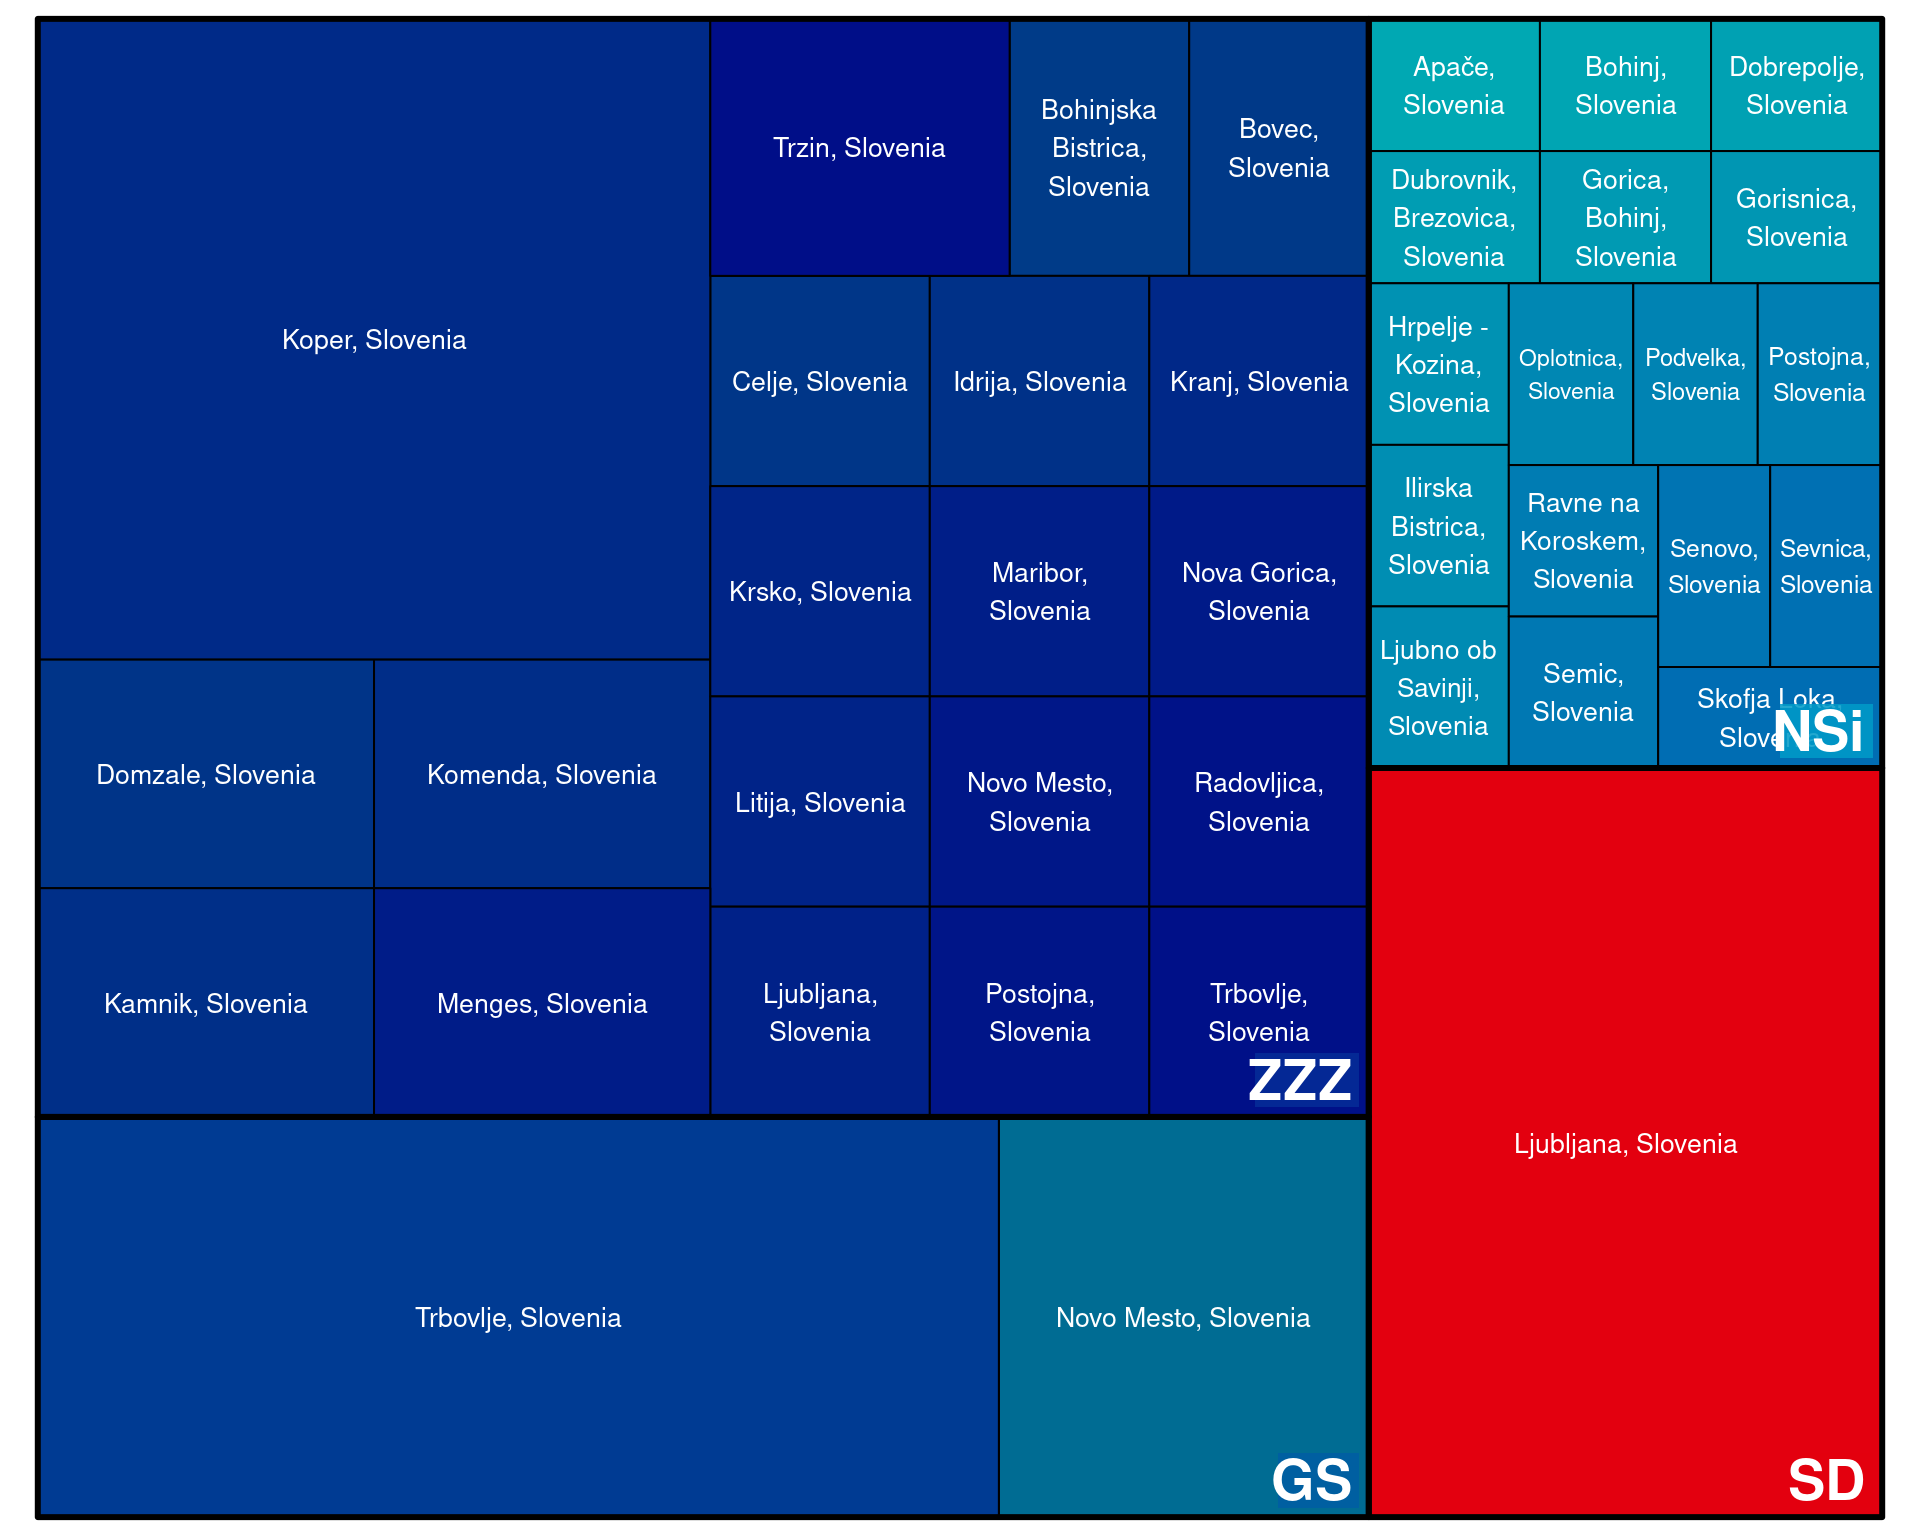 Koper, Slovenia
Trzin, Slovenia
Bohinjska
Bistrica,
Slovenia
Bovec,
Slovenia
Celje, Slovenia
Idrija, Slovenia
Kranj, Slovenia
Krsko, Slovenia
Maribor,
Slovenia
Nova Gorica,
Slovenia
Domzale, Slovenia
Komenda, Slovenia
Litija, Slovenia
Novo Mesto,
Slovenia
Radovljica,
Slovenia
Kamnik, Slovenia
Menges, Slovenia
Ljubljana,
Slovenia
Postojna,
Slovenia
Trbovlje,
Slovenia
ZZZ
Trbovlje, Slovenia
Novo Mesto, Slovenia
GS
Apače,
Slovenia
Bohinj,
Slovenia
Dobrepolje,
Slovenia
Dubrovnik,
Brezovica,
Slovenia
Gorica,
Bohinj,
Slovenia
Gorisnica,
Slovenia
Hrpelje -
Kozina,
Slovenia
Oplotnica,
Slovenia
Podvelka,
Slovenia
Postojna,
Slovenia
Ilirska
Bistrica,
Slovenia
Ravne na
Koroskem,
Slovenia
Senovo,
Slovenia
Sevnica,
Slovenia
Ljubno ob
Savinji,
Slovenia
Semic,
Slovenia
Skofja Loka,
Slovenia
NSi
Ljubljana, Slovenia
SD